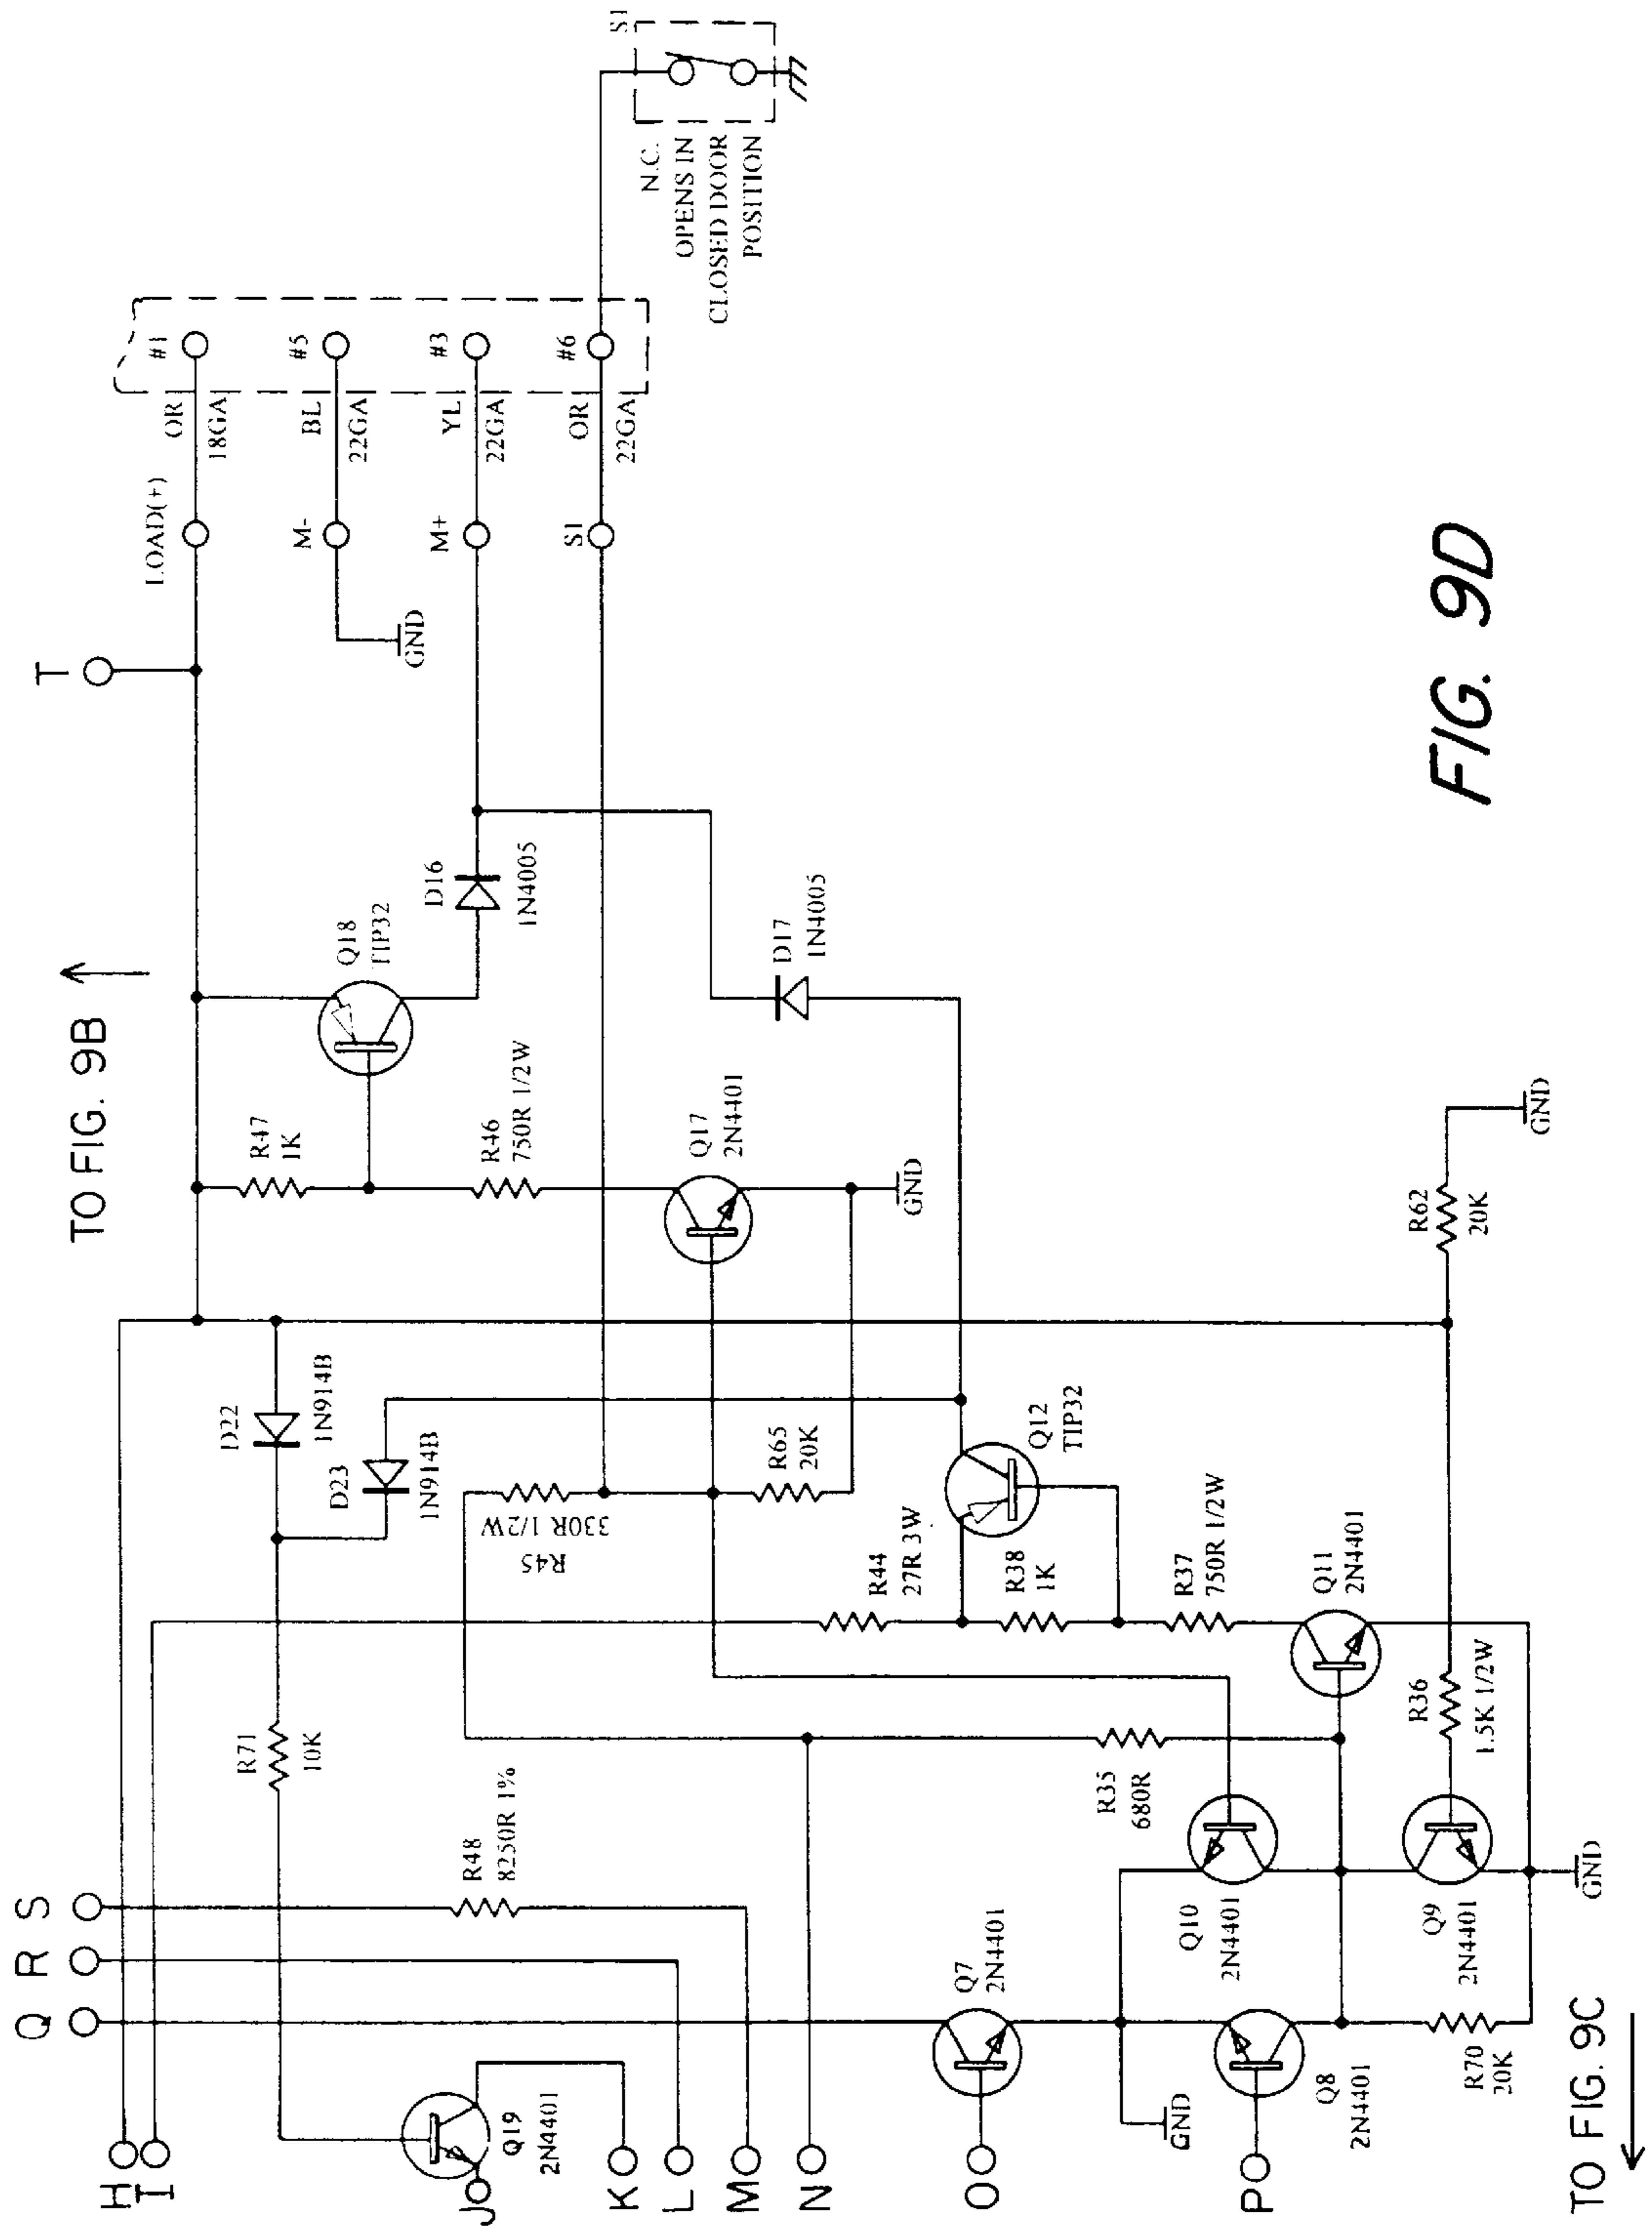 TO FIG. 9B
T
Q R S
H
I
J
K
L
M
N
O
P
Q19
2N4401
R71
10K
D22
1N914B
D23
1N914B
R48
8250R 1%
R45
330R 1/2W
R65
20K
R47
1K
R46
750R 1/2W
Q17
2N4401
GND
Q18
TIP32
D16
1N4005
D17
1N4005
LOAD(+)
OR
18GA
#1
M-
BL
22GA
#5
GND
M+
YL
22GA
#3
S1
OR
22GA
#6
S1
N.C.
OPENS IN
CLOSED DOOR
POSITION
R44
27R 3W
R38
1K
Q12
TIP32
R37
750R 1/2W
Q11
2N4401
R35
680R
R36
1.5K 1/2W
R62
20K
GND
Q7
2N4401
Q10
2N4401
Q9
2N4401
GND
Q8
2N4401
GND
R70
20K
TO FIG. 9C
FIG. 9D